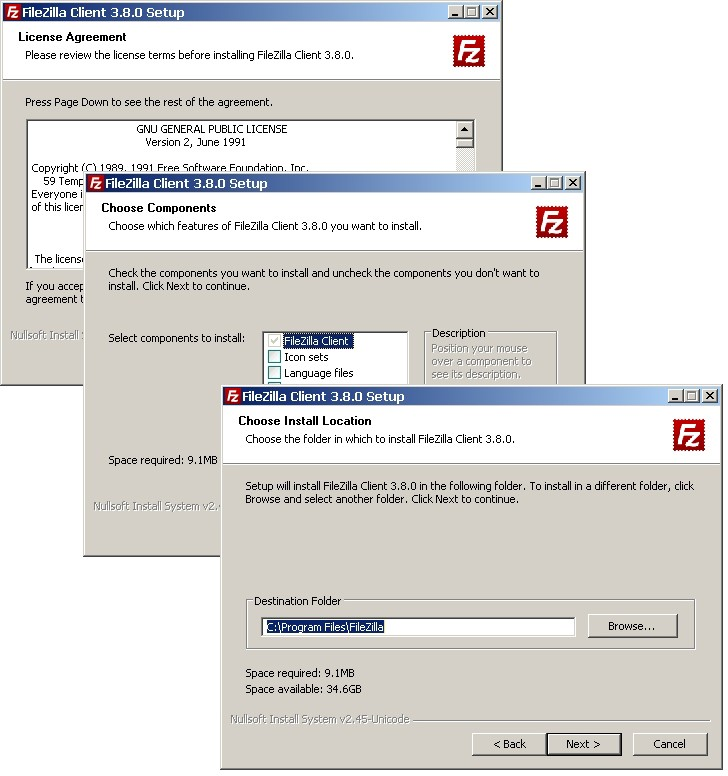 FileZilla Client 3.8.0 Setup
License Agreement
Please review the license terms before installing FileZilla Client 3.8.0.
Fz
Press Page Down to see the rest of the agreement.
GNU GENERAL PUBLIC LICENSE
Version 2, June 1991
Copyright (C) 1989, 1991 Free Software Foundation, Inc.
59 Temp
Everyone i
of this licen
The license
If you accep
agreement t
Nullsoft Install
FileZilla Client 3.8.0 Setup
Choose Components
Choose which features of FileZilla Client 3.8.0 you want to install.
Fz
Check the components you want to install and uncheck the components you don't want to
install. Click Next to continue.
Select components to install:
FileZilla Client
Icon sets
Language files
Description
Position your mouse
over a component to
see its description.
Space required: 9.1MB
Nullsoft Install System v2.
FileZilla Client 3.8.0 Setup
Choose Install Location
Choose the folder in which to install FileZilla Client 3.8.0.
Fz
Setup will install FileZilla Client 3.8.0 in the following folder. To install in a different folder, click
Browse and select another folder. Click Next to continue.
Destination Folder
C:\Program Files\FileZilla
Browse...
Space required: 9.1MB
Space available: 34.6GB
Nullsoft Install System v2.45-Unicode
< Back
Next >
Cancel